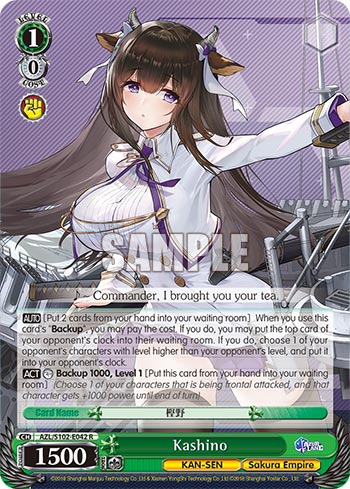 LEVEL
1
0
COST
SAMPLE
Commander, I brought you your tea.
AUTO [Put 2 cards from your hand into your waiting room] When you use this
card's "Backup", you may pay the cost. If you do, you may put the top card of
your opponent's clock into their waiting room. If you do, choose 1 of your
opponent's characters with level higher than your opponent's level, and put
it into your opponent's clock.
ACT Backup 1000, Level 1 [Put this card from your hand into your waiting
room] (Choose 1 of your characters that is being frontal attacked, and that
character gets +1000 power until end of turn)
Card Name 樫野
CH AZL/S102-E042 R
POWER 1500 Kashino
KAN-SEN Sakura Empire